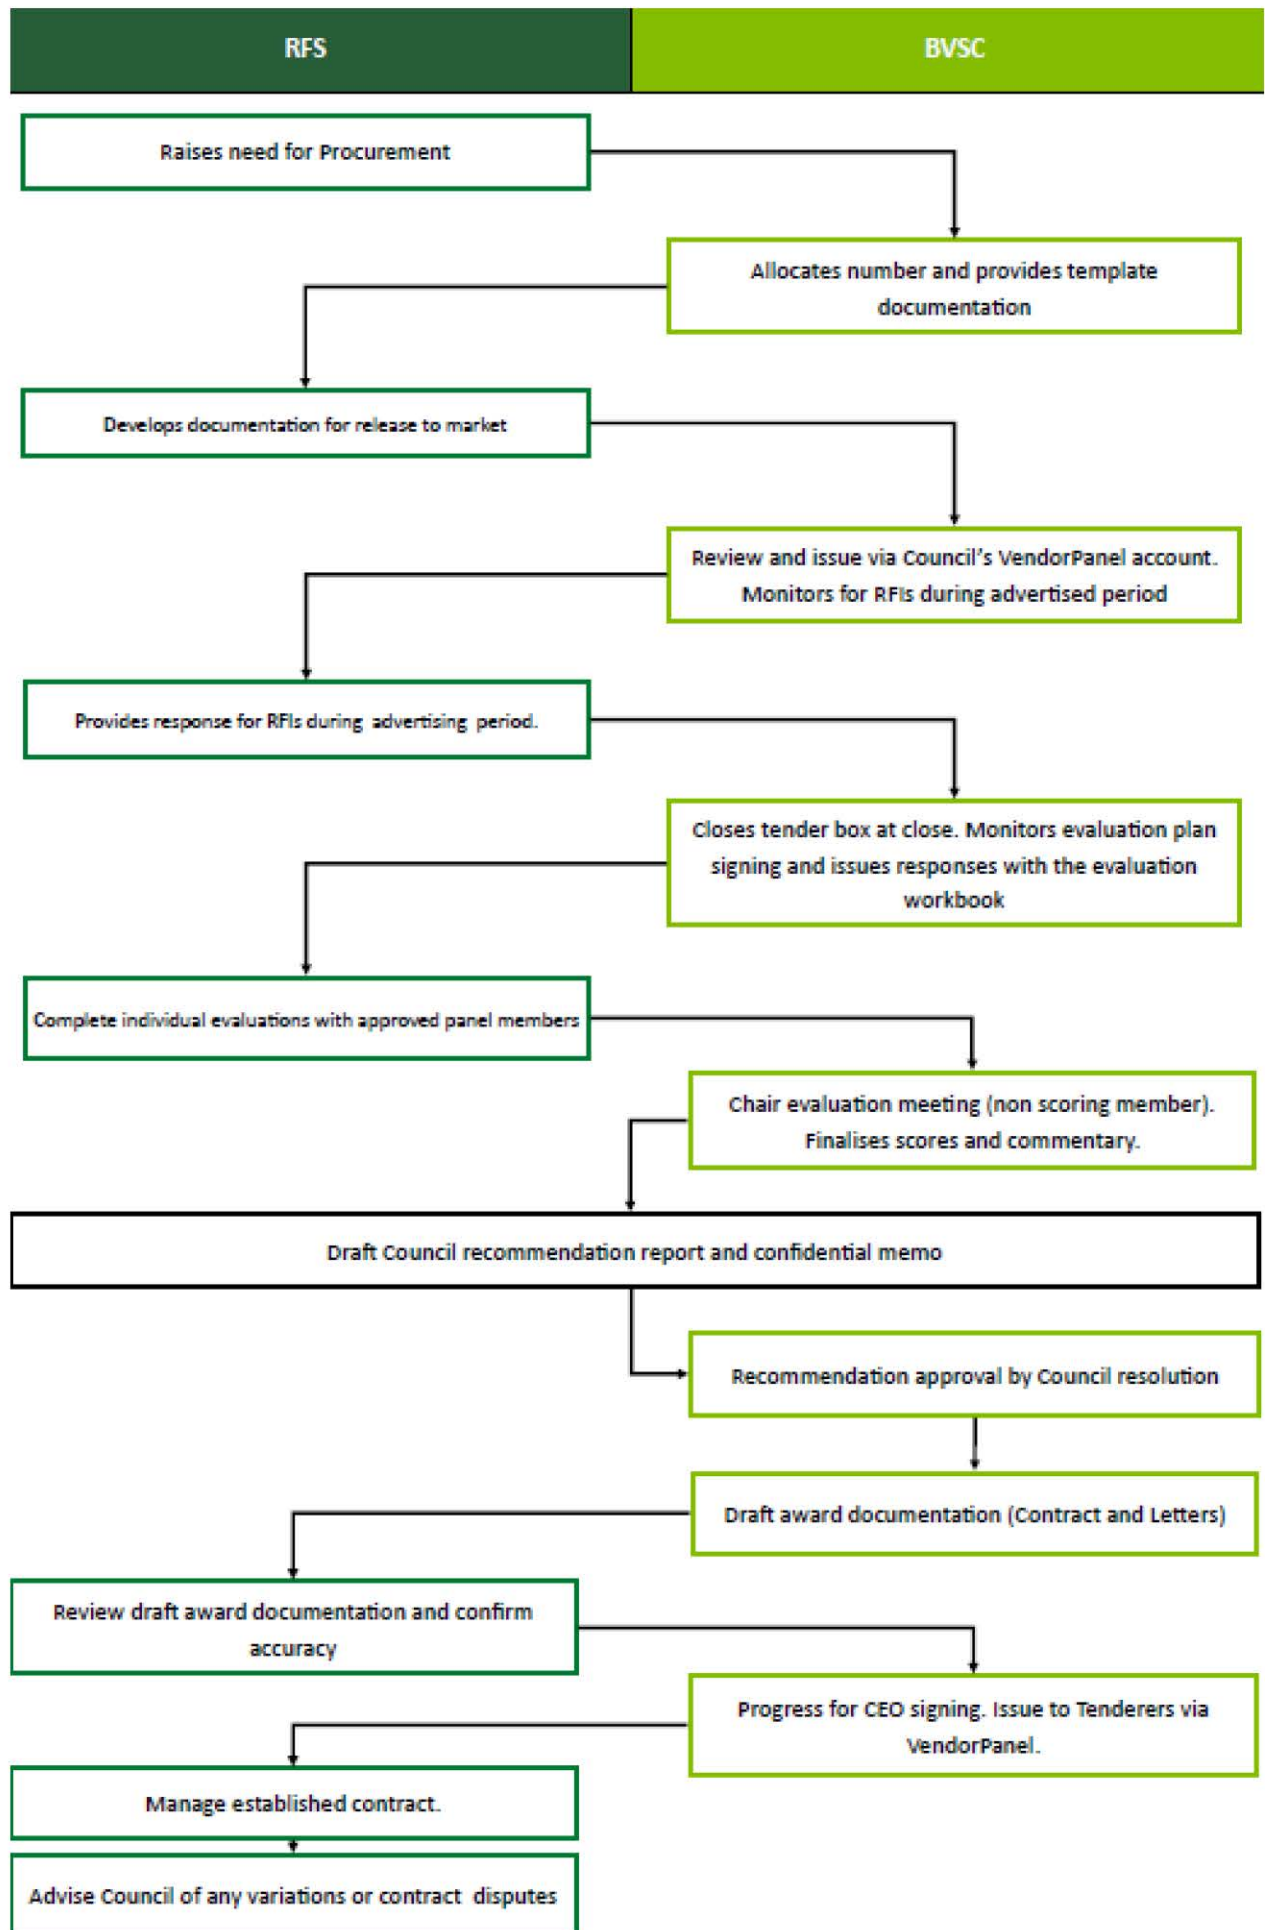 RFS
BVSC
Raises need for Procurement
Allocates number and provides template
documentation
Develops documentation for release to market
Review and issue via Council’s VendorPanel account.
Monitors for RFIs during advertised period
Provides response for RFIs during advertising period.
Closes tender box at close. Monitors evaluation plan
signing and issues responses with the evaluation
workbook
Complete individual evaluations with approved panel members
Chair evaluation meeting (non scoring member).
Finalises scores and commentary.
Draft Council recommendation report and confidential memo
Recommendation approval by Council resolution
Draft award documentation (Contract and Letters)
Review draft award documentation and confirm
accuracy
Progress for CEO signing. Issue to Tenderers via
VendorPanel.
Manage established contract.
Advise Council of any variations or contract disputes